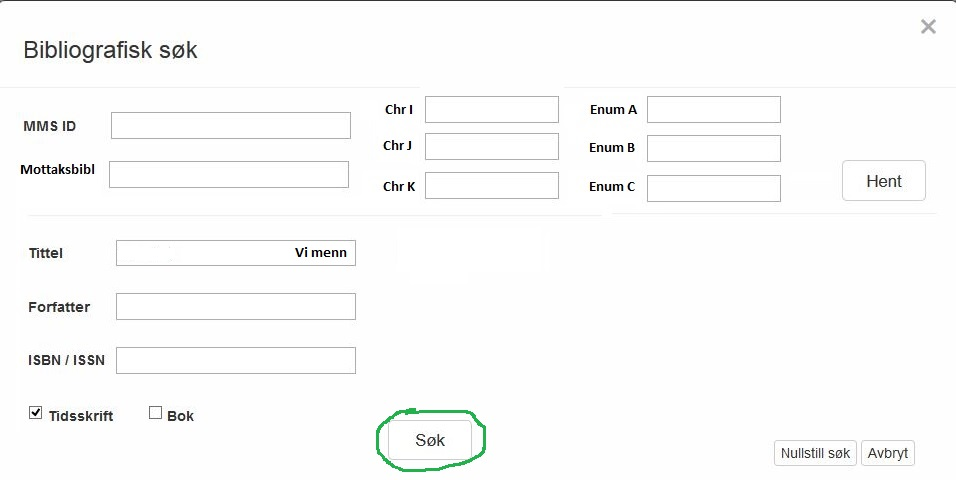 Bibliografisk søk
MMS ID
Mottaksbibl
Chr I
Chr J
Chr K
Enum A
Enum B
Enum C
Hent
Tittel Vi menn
Forfatter
ISBN / ISSN
Tidsskrift Bok
Søk
Nullstill søk Avbryt